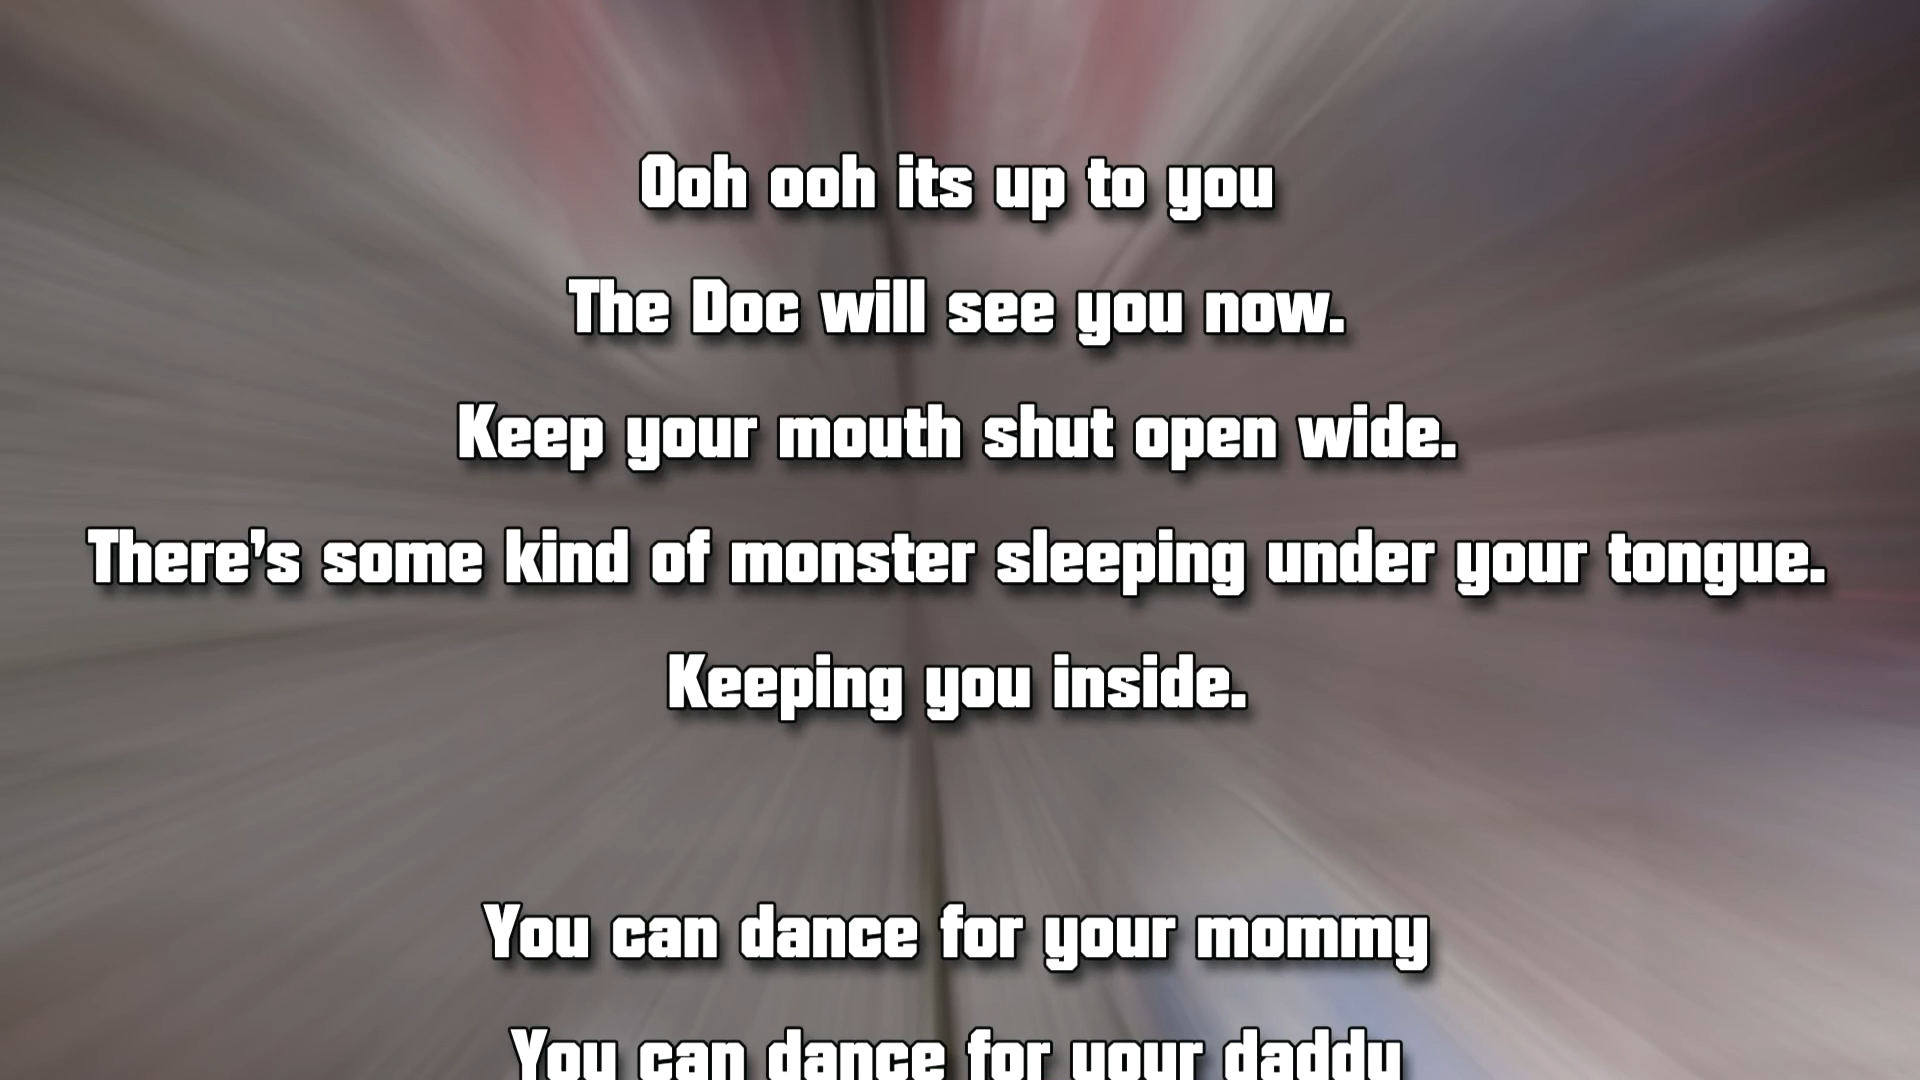 Ooh ooh its up to you
The Doc will see you now.
Keep your mouth shut open wide.
There's some kind of monster sleeping under your tongue.
Keeping you inside.
You can dance for your mommy
You can dance for your daddy